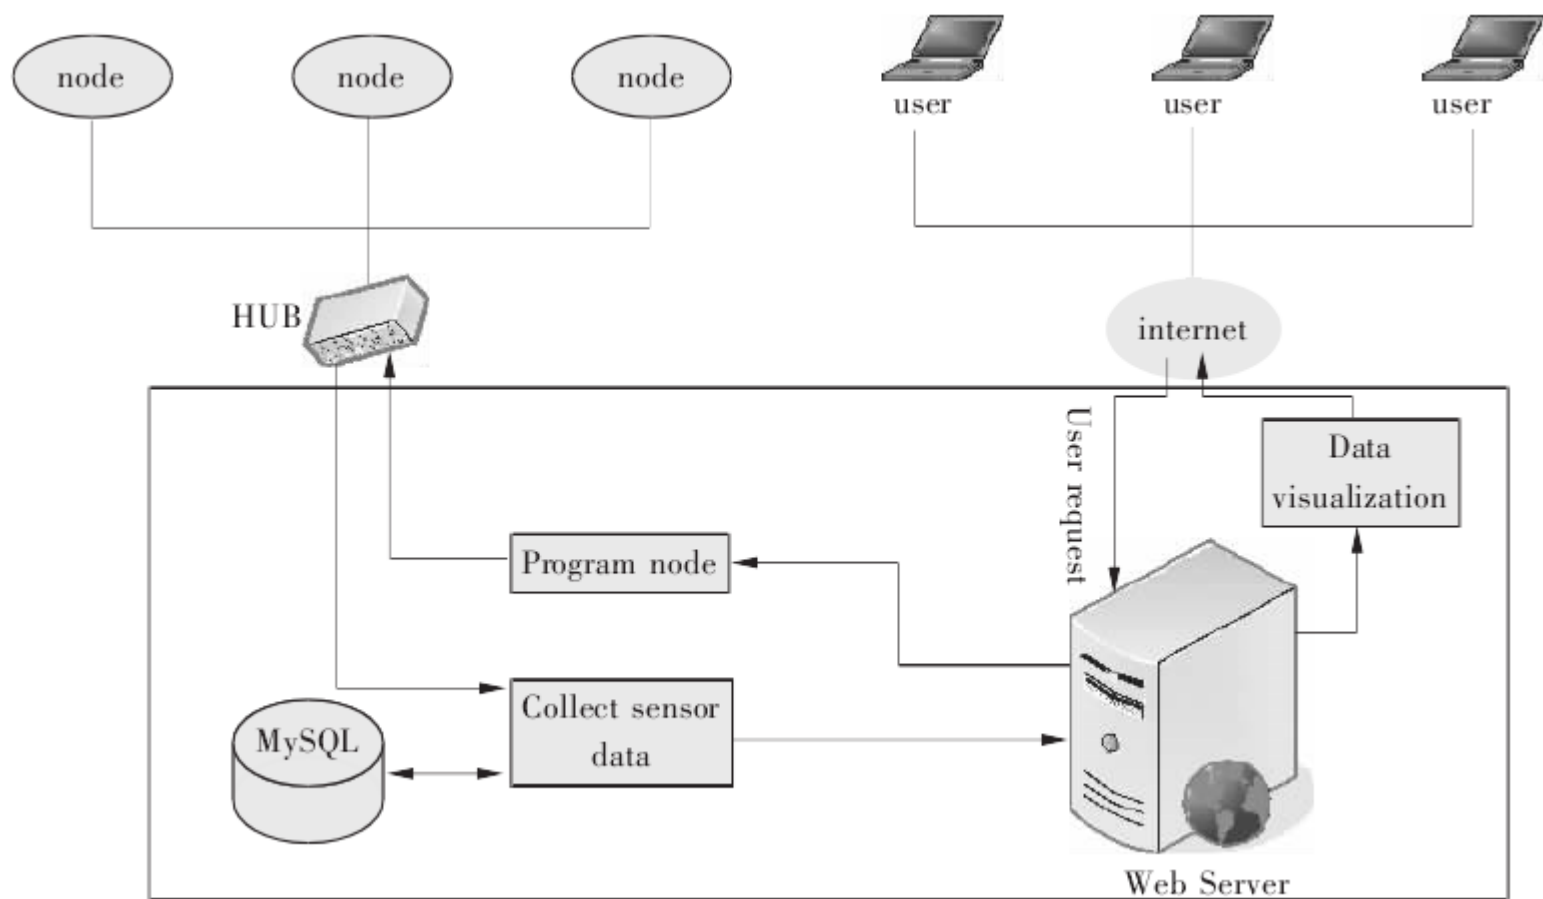 node
node
node
user
user
user
HUB
internet
User request
Data
visualization
Program node
Collect sensor
data
MySQL
Web Server